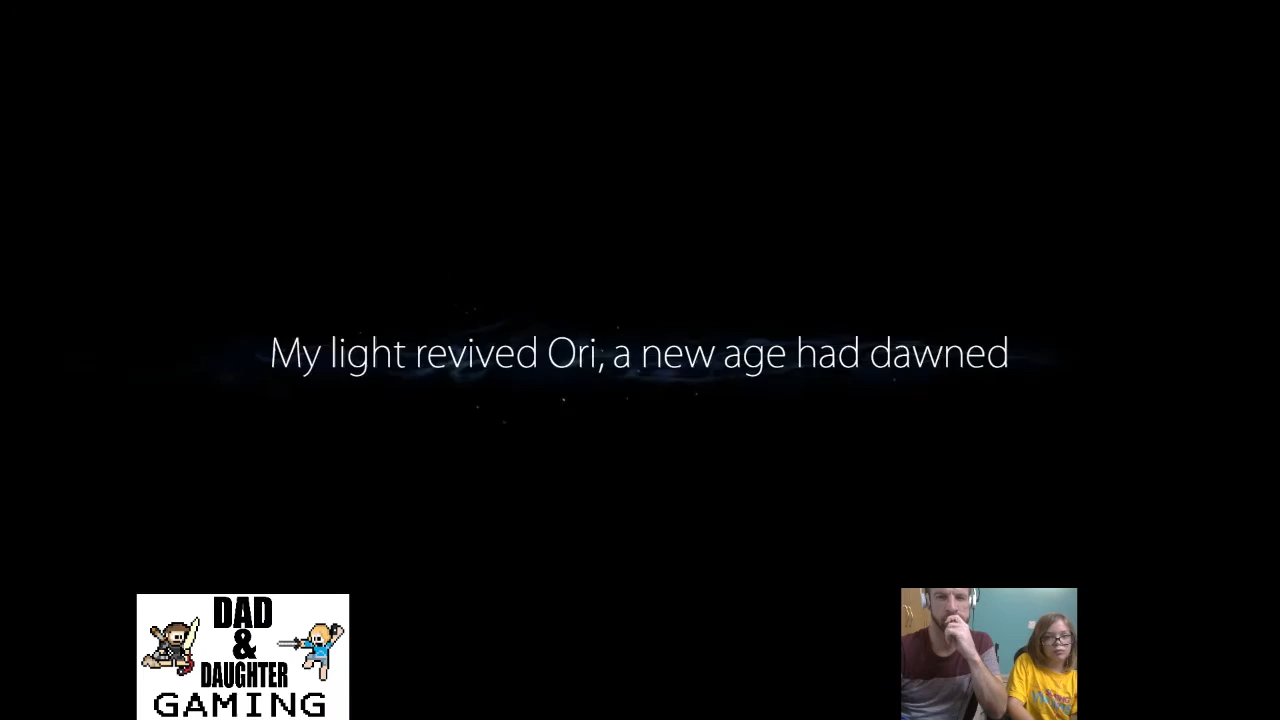 My light revived Ori, a new age had dawned
DAD
&
DAUGHTER
GAMING